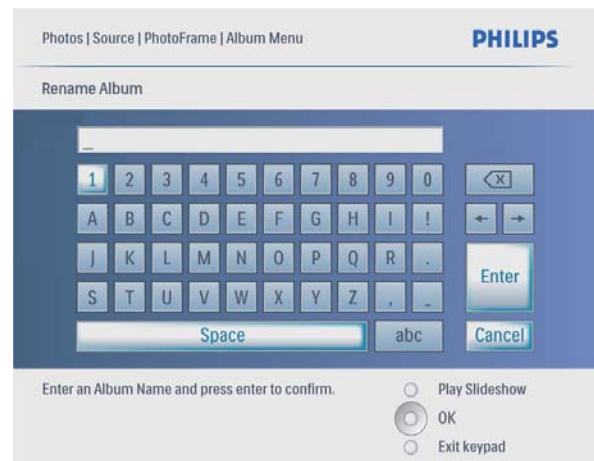 Photos | Source | PhotoFrame | Album Menu
PHILIPS
Rename Album
_
1 2 3 4 5 6 7 8 9 0
A B C D E F G H I !
← →
J K L M N O P Q R .
Enter
S T U V W X Y Z , _
Space abc Cancel
Enter an Album Name and press enter to confirm.
Play Slideshow
OK
Exit keypad